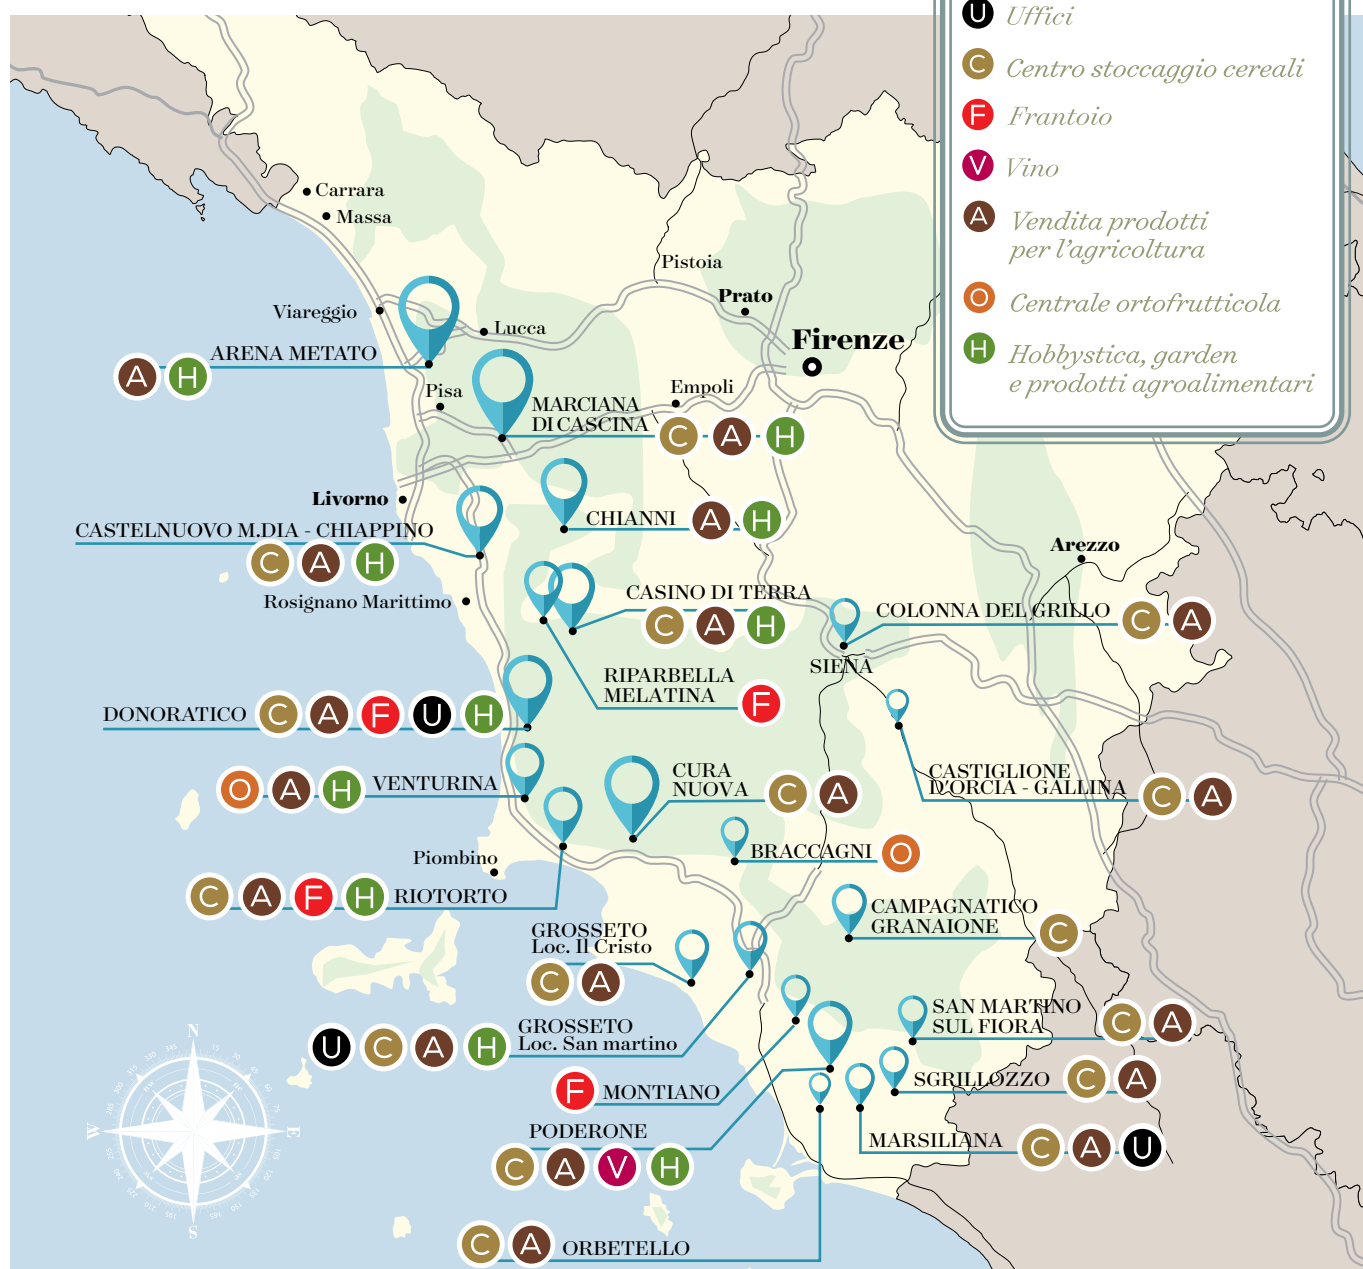 U Uffici
C Centro stoccaggio cereali
F Frantoio
V Vino
A Vendita prodotti
per l'agricoltura
O Centrale ortofrutticola
H Hobbystica, garden
e prodotti agroalimentari
Carrara
Massa
Pistoia
Prato
Viareggio
Lucca
Firenze
ARENA METATO
A H
Pisa
Empoli
MARCIANA
DI CASCINA
C A H
Livorno
CHIANNI A H
CASTELNUOVO M.DIA - CHIAPPINO
C A H
Arezzo
Rosignano Marittimo
CASINO DI TERRA
C A H
COLONNA DEL GRILLO C A
SIENA
RIPARBELLA
MELATINA F
DONORATICO C A F U H
CASTIGLIONE
D'ORCIA - GALLINA C A
O A H VENTURINA
CURA
NUOVA C A
BRACCAGNI O
Piombino
C A F H RIOTORTO
CAMPAGNATICO
GRANAIONE C
GROSSETO
Loc. Il Cristo
C A
SAN MARTINO
SUL FIORA C A
U C A H GROSSETO
Loc. San martino
SGRILLOZZO C A
F MONTIANO
PODERONE
C A V H
MARSILIANA C A U
C A ORBETELLO
N
W
E
S